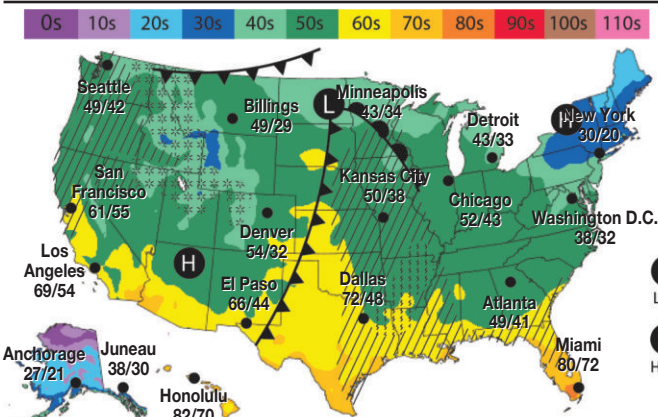 0s 10s 20s 30s 40s 50s 60s 70s 80s 90s 100s 110s
Seattle
49/42
Billings
49/29
L
Minneapolis
43/34
Detroit
43/33
H
New York
30/20
San
Francisco
61/55
Kansas City
50/38
Chicago
52/43
Washington D.C.
38/32
Denver
54/32
Los
Angeles
69/54
H
El Paso
66/44
Dallas
72/48
Atlanta
49/41
L
Anchorage
27/21
Juneau
38/30
Honolulu
82/70
Miami
80/72
H